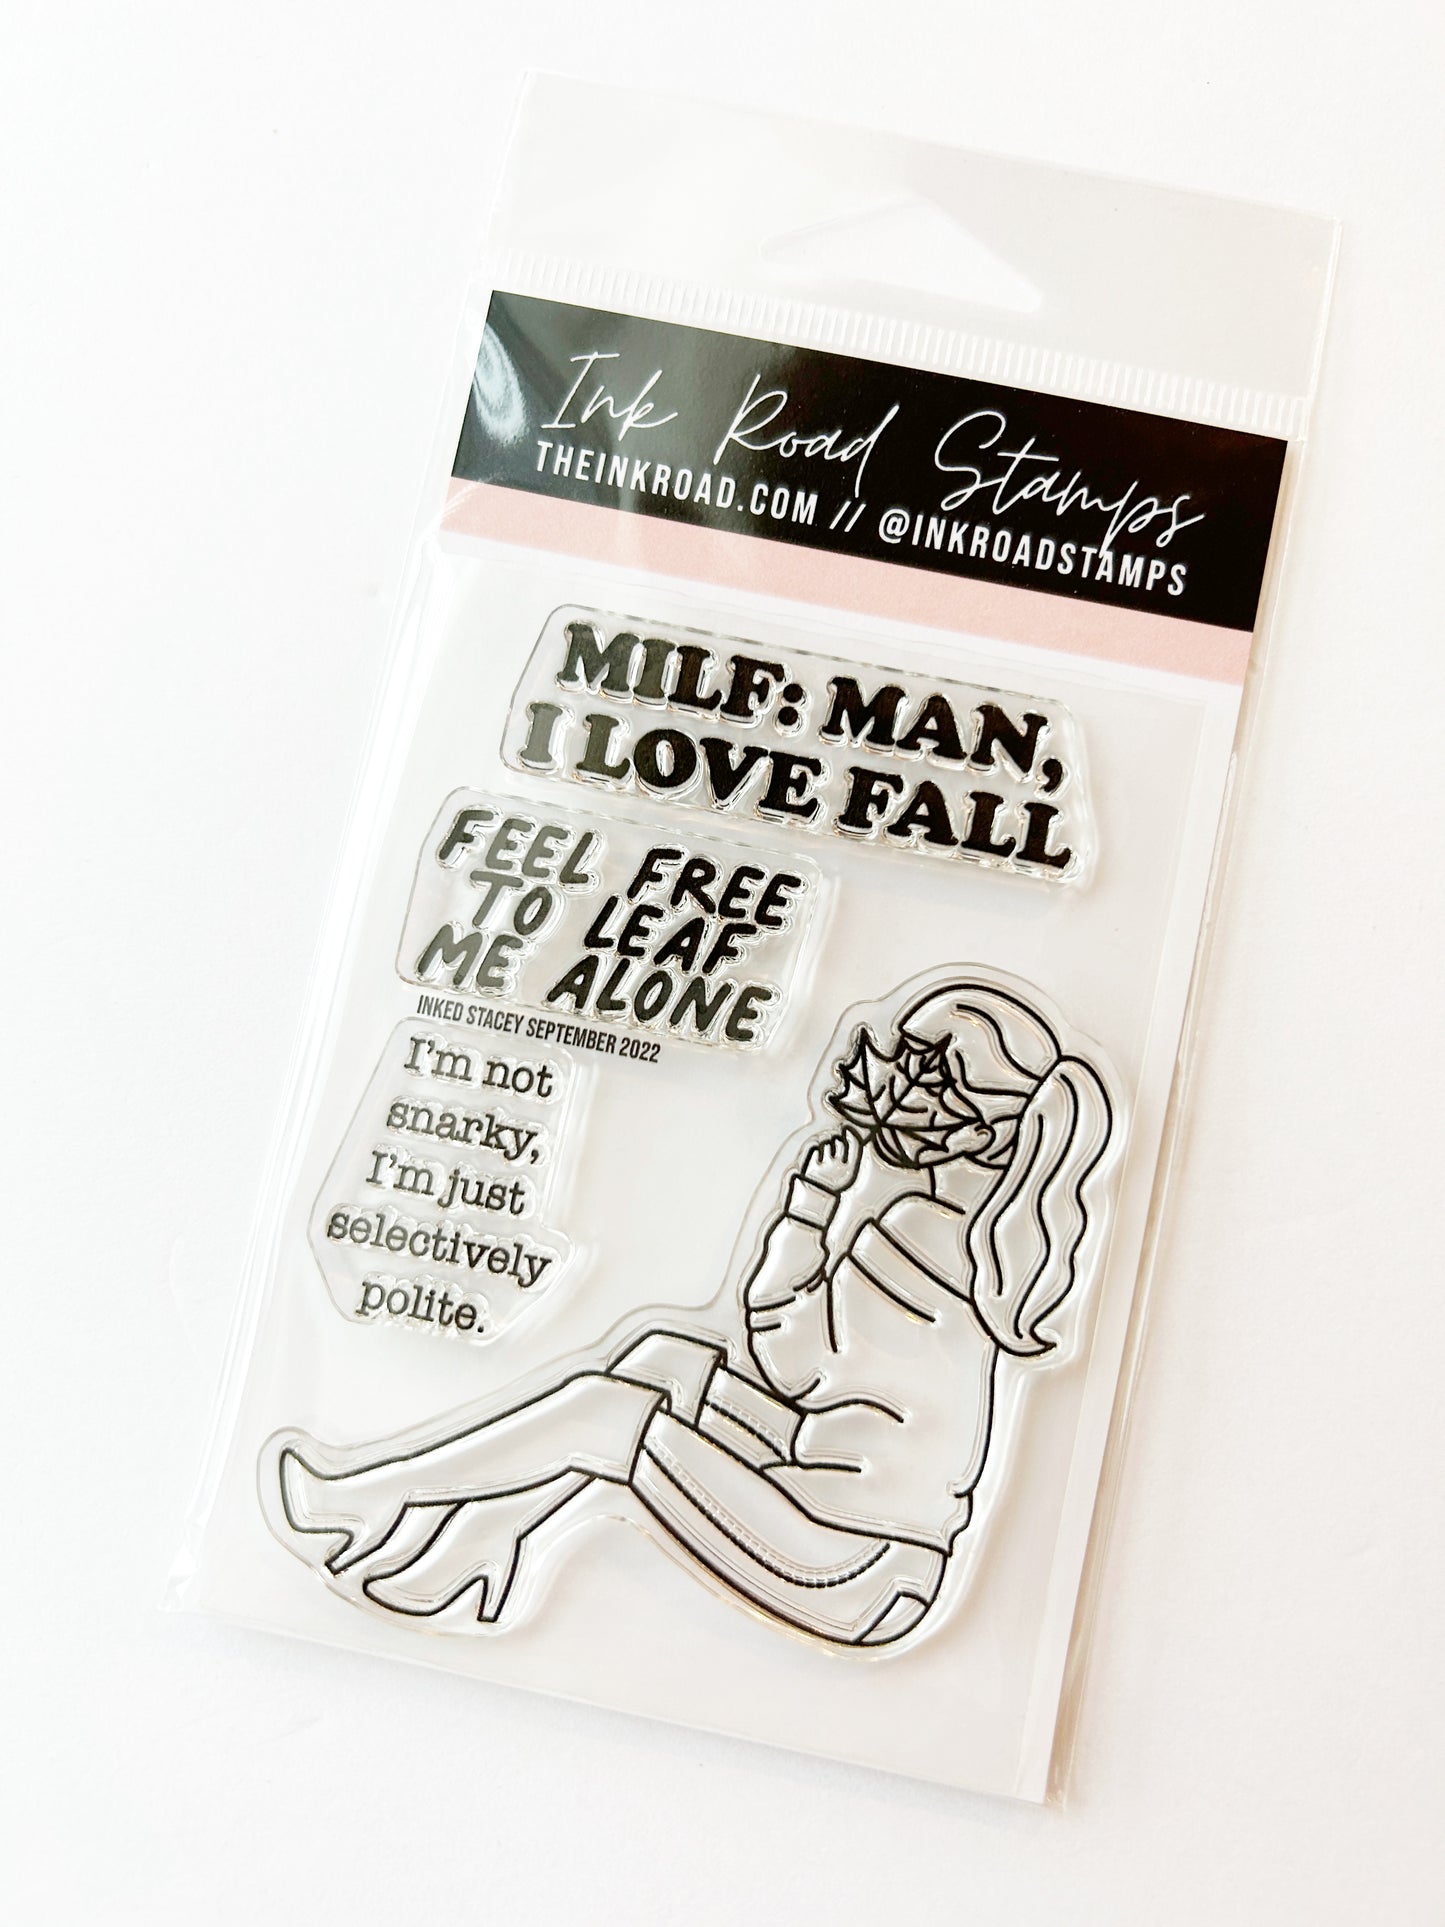 Ink Road Stamps
THEINKROAD.COM // @INKROADSTAMPS
MILF: MAN,
I LOVE FALL
FEEL FREE
TO LEAF
ME ALONE
INKED STACEY SEPTEMBER 2022
I'm not
snarky,
I'm just
selectively
polite.